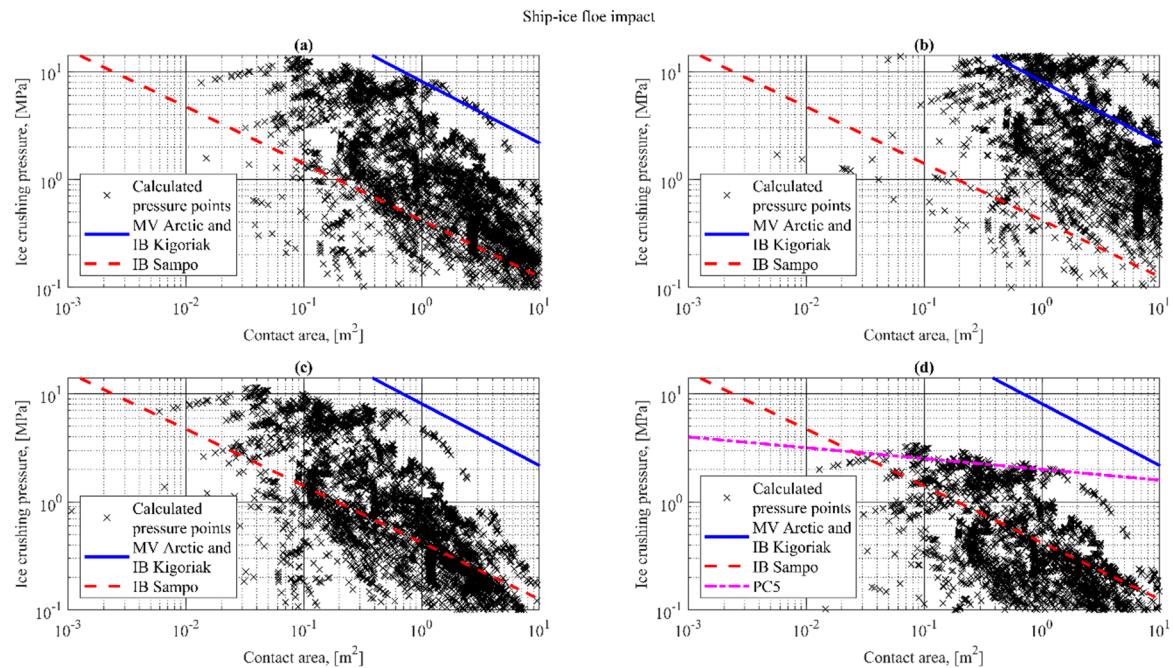 Ship-ice floe impact
(a)
Ice crushing pressure, [MPa]
10^1
10^0
10^-1
Calculated
pressure points
MV Arctic and
IB Kigoriak
IB Sampo
10^-3
10^-2
10^-1
10^0
10^1
Contact area, [m^2]
(b)
Ice crushing pressure, [MPa]
10^1
10^0
10^-1
Calculated
pressure points
MV Arctic and
IB Kigoriak
IB Sampo
10^-3
10^-2
10^-1
10^0
10^1
Contact area, [m^2]
(c)
Ice crushing pressure, [MPa]
10^1
10^0
10^-1
Calculated
pressure points
MV Arctic and
IB Kigoriak
IB Sampo
10^-3
10^-2
10^-1
10^0
10^1
Contact area, [m^2]
(d)
Ice crushing pressure, [MPa]
10^1
10^0
10^-1
Calculated
pressure points
MV Arctic and
IB Kigoriak
IB Sampo
PC5
10^-3
10^-2
10^-1
10^0
10^1
Contact area, [m^2]